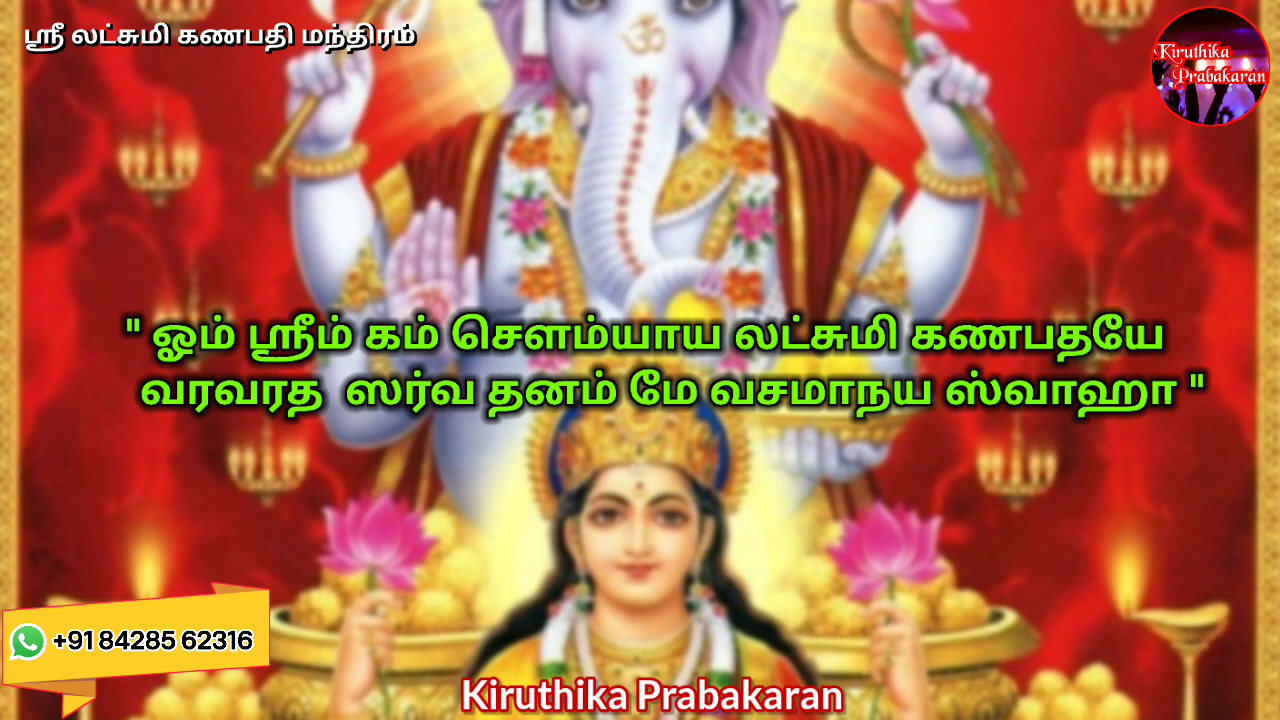 ஸ்ரீ லட்சுமி கணபதி மந்திரம்
Kiruthika
Prabakaran
" ஓம் ஸ்ரீம் கம் சௌம்யாய லட்சுமி கணபதயே
வரவரத ஸர்வ தனம் மே வசமாநய ஸ்வாஹா "
+91 84285 62316
Kiruthika Prabakaran